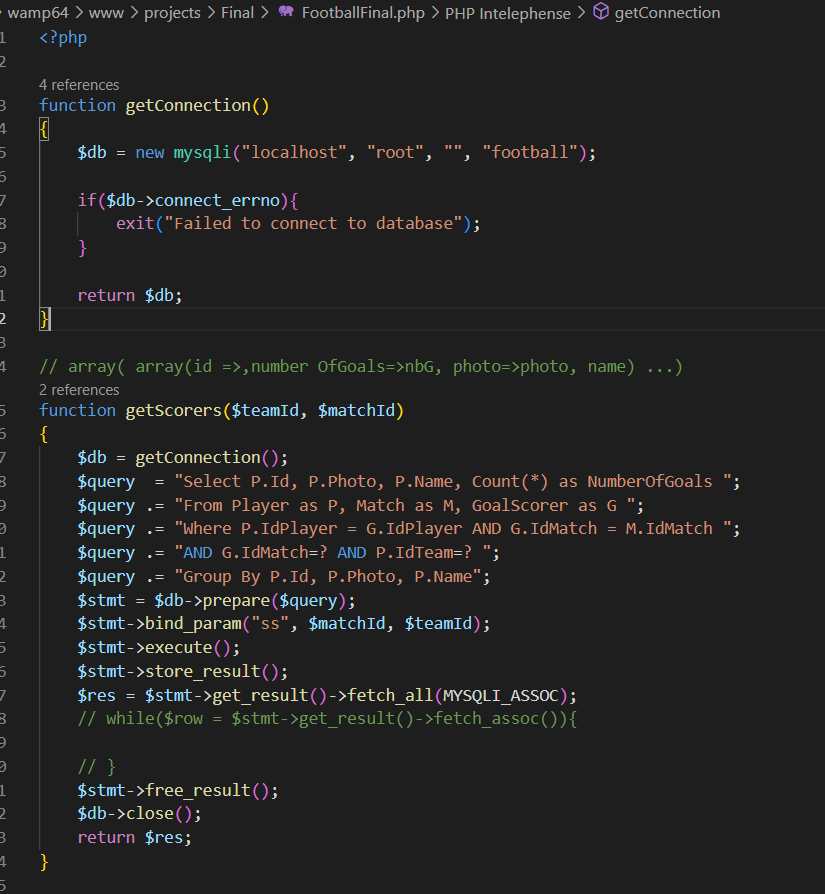 wamp64 > www > projects > Final > FootballFinal.php > PHP Intelephense > getConnection
1 <?php
2
4 references
3 function getConnection()
4 {
5 $db = new mysqli("localhost", "root", "", "football");
6
7 if($db->connect_errno){
8 exit("Failed to connect to database");
9 }
0
1 return $db;
2 }
3
4 // array( array(id =>,number OfGoals=>nbG, photo=>photo, name) ...)
2 references
5 function getScorers($teamId, $matchId)
6 {
7 $db = getConnection();
8 $query  = "Select P.Id, P.Photo, P.Name, Count(*) as NumberOfGoals ";
9 $query .= "From Player as P, Match as M, GoalScorer as G ";
0 $query .= "Where P.IdPlayer = G.IdPlayer AND G.IdMatch = M.IdMatch ";
1 $query .= "AND G.IdMatch=? AND P.IdTeam=? ";
2 $query .= "Group By P.Id, P.Photo, P.Name";
3 $stmt = $db->prepare($query);
4 $stmt->bind_param("ss", $matchId, $teamId);
5 $stmt->execute();
6 $stmt->store_result();
7 $res = $stmt->get_result()->fetch_all(MYSQLI_ASSOC);
8 // while($row = $stmt->get_result()->fetch_assoc()){
9
0 // }
1 $stmt->free_result();
2 $db->close();
3 return $res;
4 }
5